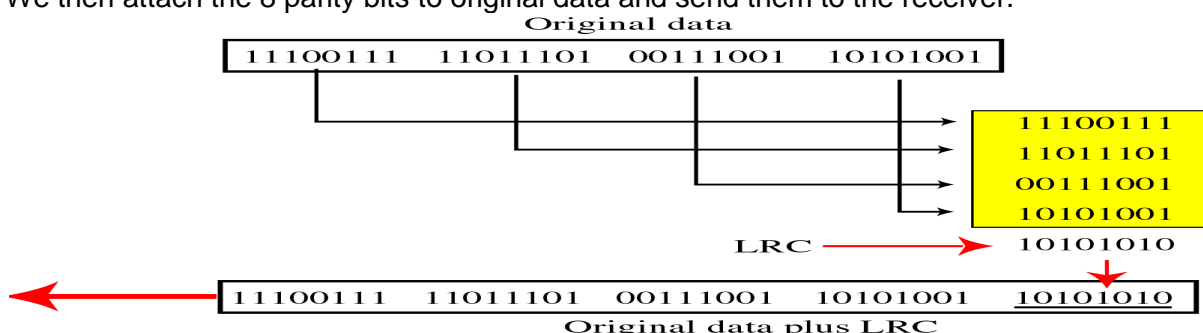 We then attach the 8 parity bits to original data and send them to the receiver.
Original data
11100111 11011101 00111001 10101001
11100111
11011101
00111001
10101001
LRC 10101010
11100111 11011101 00111001 10101001 10101010
Original data plus LRC